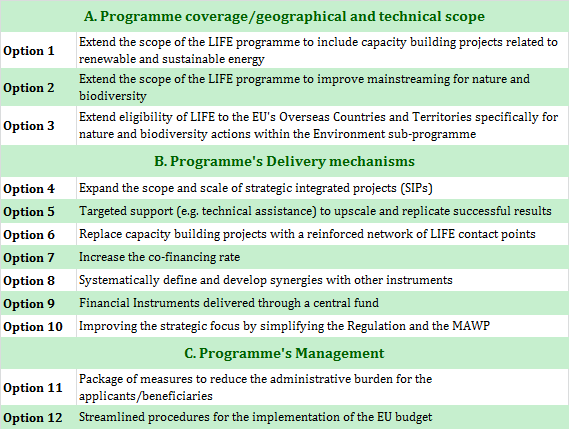 A. Programme coverage/geographical and technical scope
Option 1
Extend the scope of the LIFE programme to include capacity building projects related to
renewable and sustainable energy
Option 2
Extend the scope of the LIFE programme to improve mainstreaming for nature and
biodiversity
Option 3
Extend eligibility of LIFE to the EU's Overseas Countries and Territories specifically for
nature and biodiversity actions within the Environment sub-programme
B. Programme's Delivery mechanisms
Option 4
Expand the scope and scale of strategic integrated projects (SIPs)
Option 5
Targeted support (e.g. technical assistance) to upscale and replicate successful results
Option 6
Replace capacity building projects with a reinforced network of LIFE contact points
Option 7
Increase the co-financing rate
Option 8
Systematically define and develop synergies with other instruments
Option 9
Financial Instruments delivered through a central fund
Option 10
Improving the strategic focus by simplifying the Regulation and the MAWP
C. Programme's Management
Option 11
Package of measures to reduce the administrative burden for the
applicants/beneficiaries
Option 12
Streamlined procedures for the implementation of the EU budget